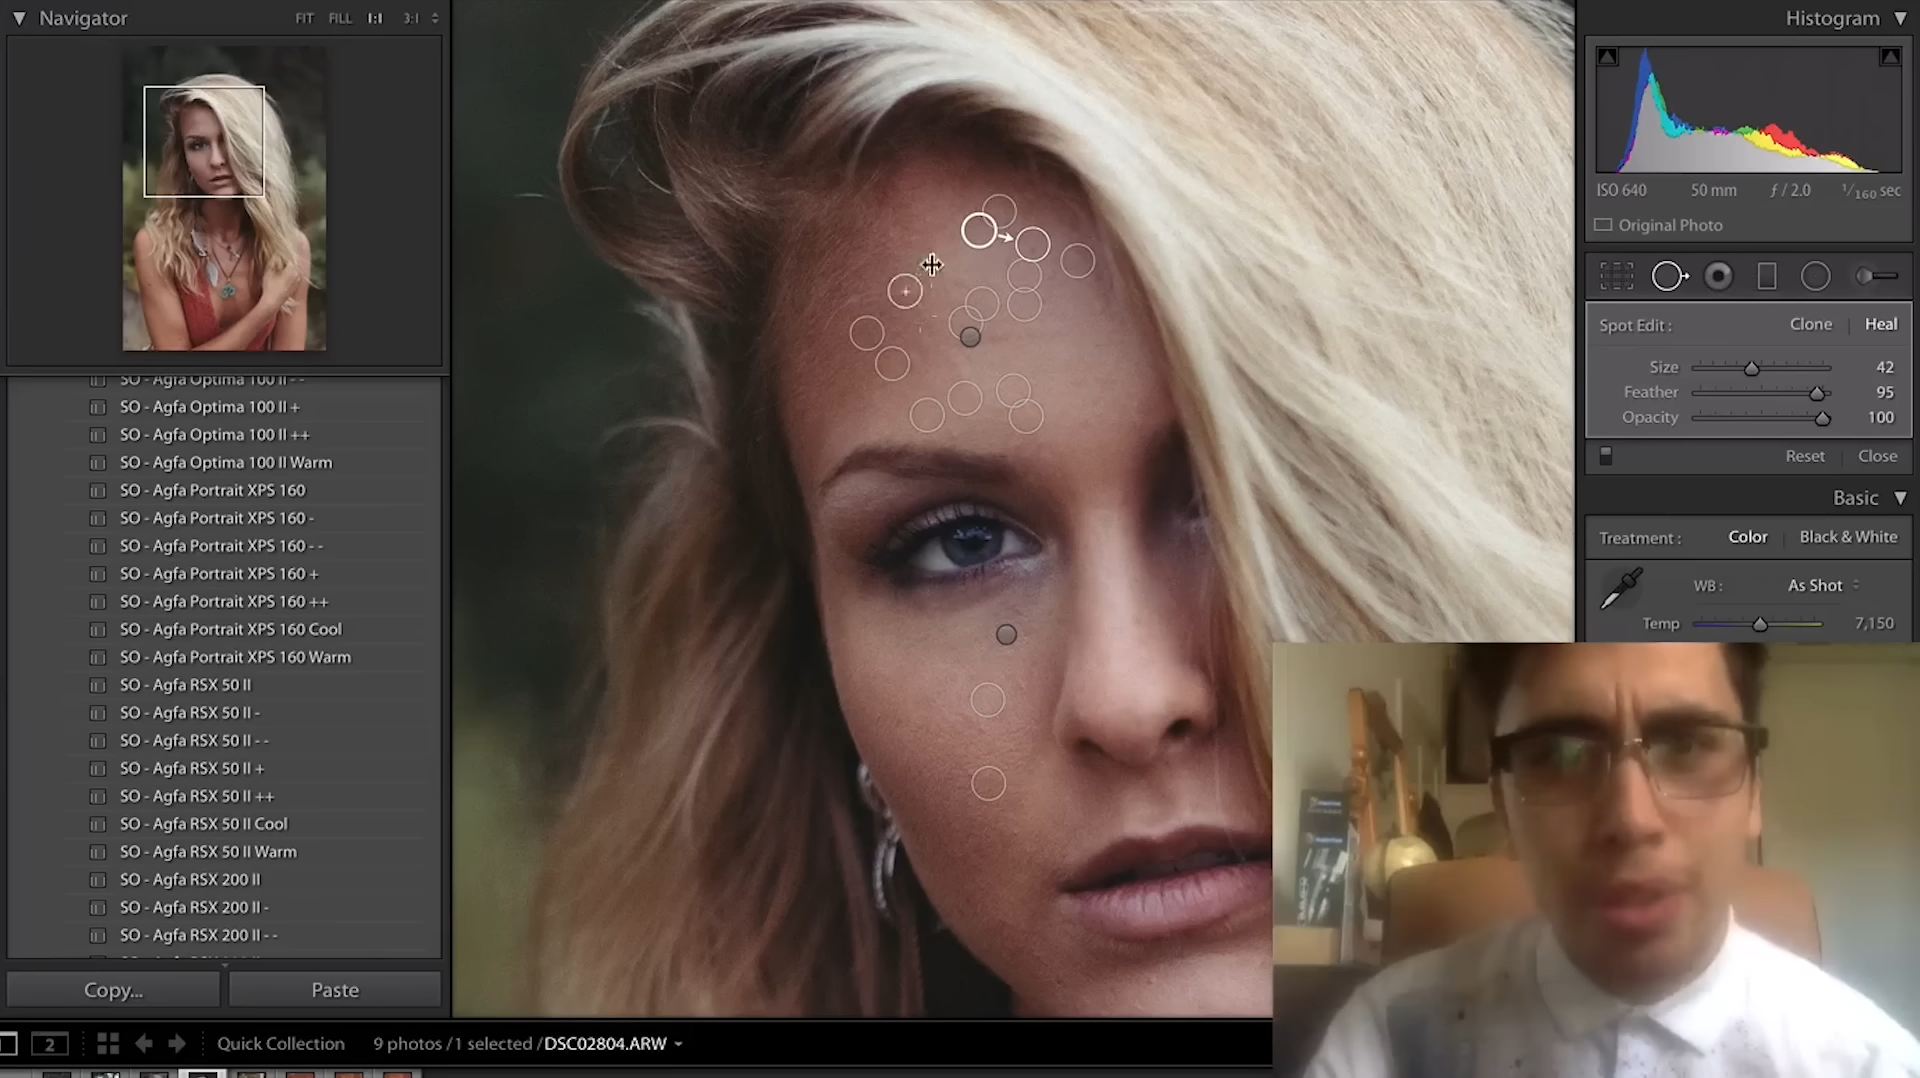 Navigator
FIT FILL 1:1 3:1
SO - Agfa Optima 100 II - -
SO - Agfa Optima 100 II +
SO - Agfa Optima 100 II ++
SO - Agfa Optima 100 II Warm
SO - Agfa Portrait XPS 160
SO - Agfa Portrait XPS 160 -
SO - Agfa Portrait XPS 160 - -
SO - Agfa Portrait XPS 160 +
SO - Agfa Portrait XPS 160 ++
SO - Agfa Portrait XPS 160 Cool
SO - Agfa Portrait XPS 160 Warm
SO - Agfa RSX 50 II
SO - Agfa RSX 50 II -
SO - Agfa RSX 50 II - -
SO - Agfa RSX 50 II +
SO - Agfa RSX 50 II ++
SO - Agfa RSX 50 II Cool
SO - Agfa RSX 50 II Warm
SO - Agfa RSX 200 II
SO - Agfa RSX 200 II -
SO - Agfa RSX 200 II - -
Copy... Paste
2 Quick Collection 9 photos / 1 selected / DSC02804.ARW
Histogram
ISO 640 50 mm ƒ / 2.0 1/160 sec
Original Photo
Spot Edit : Clone | Heal
Size 42
Feather 95
Opacity 100
Reset | Close
Basic
Treatment : Color | Black & White
WB : As Shot
Temp 7,150